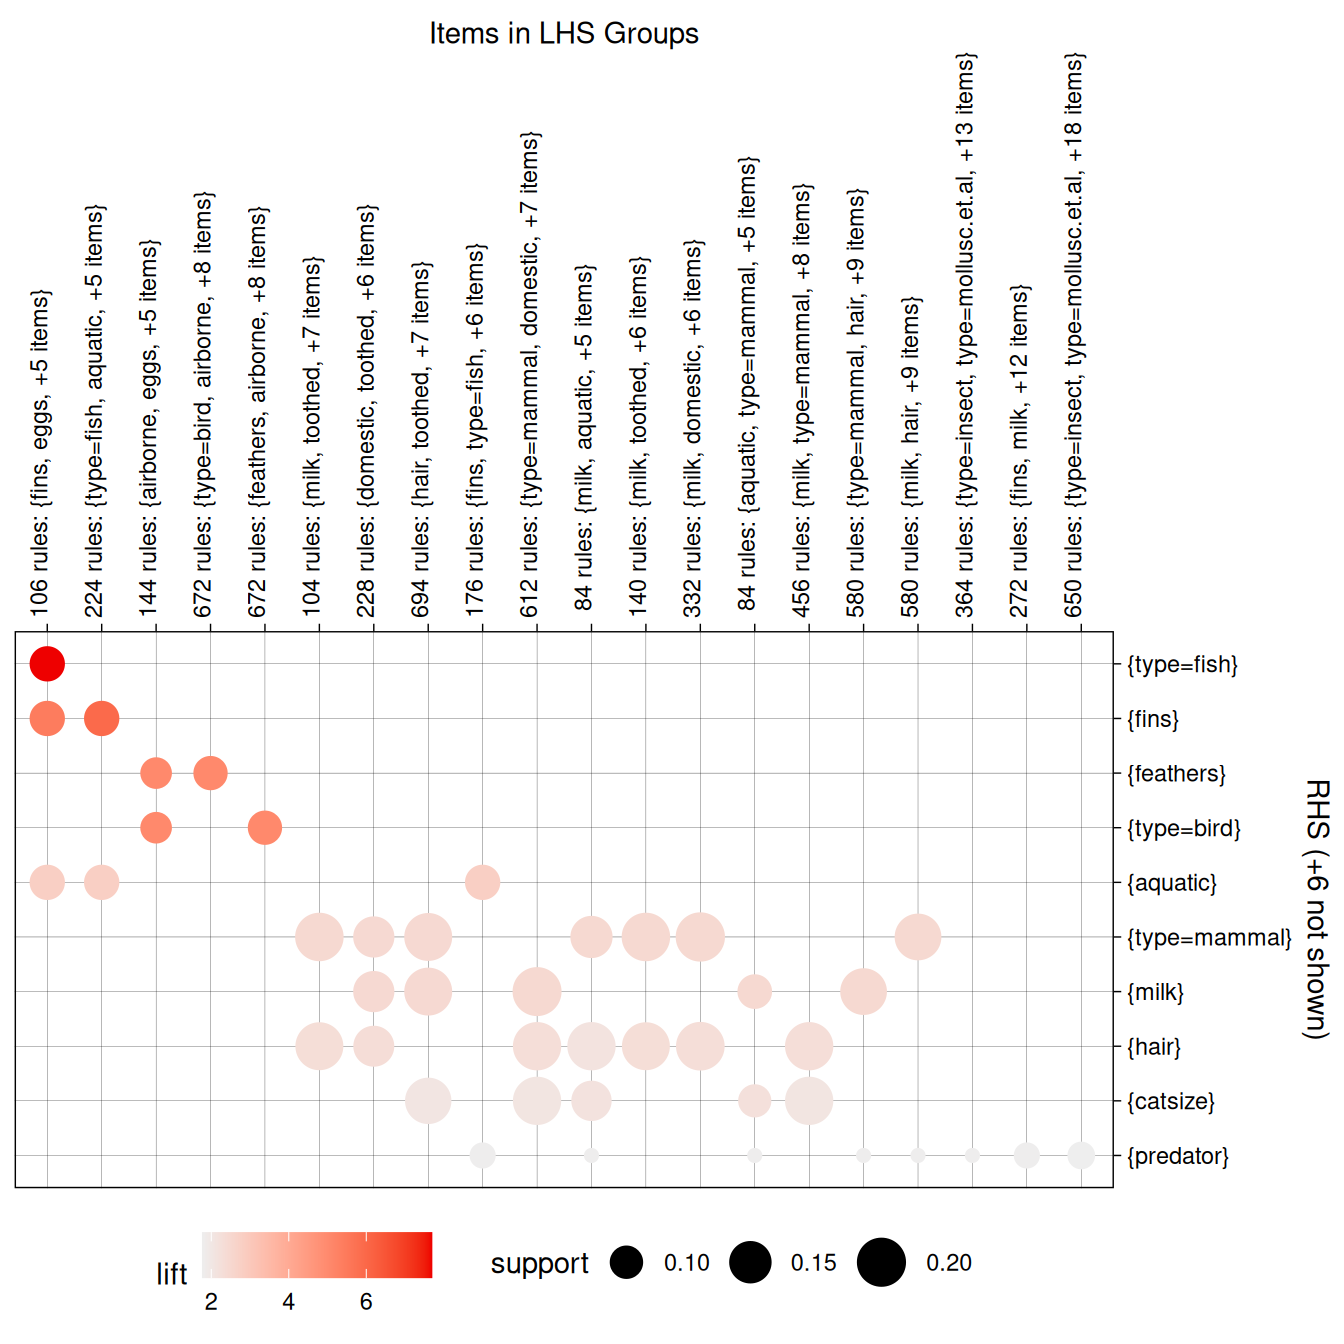 Items in LHS Groups
106 rules: {fins, eggs, +5 items}
224 rules: {type=fish, aquatic, +5 items}
144 rules: {airborne, eggs, +5 items}
672 rules: {type=bird, airborne, +8 items}
672 rules: {feathers, airborne, +8 items}
104 rules: {milk, toothed, +7 items}
228 rules: {domestic, toothed, +6 items}
694 rules: {hair, toothed, +7 items}
176 rules: {fins, type=fish, +6 items}
612 rules: {type=mammal, domestic, +7 items}
84 rules: {milk, aquatic, +5 items}
140 rules: {milk, toothed, +6 items}
332 rules: {milk, domestic, +6 items}
84 rules: {aquatic, type=mammal, +5 items}
456 rules: {milk, type=mammal, +8 items}
580 rules: {type=mammal, hair, +9 items}
580 rules: {milk, hair, +9 items}
364 rules: {type=insect, type=mollusc.et.al, +13 items}
272 rules: {fins, milk, +12 items}
650 rules: {type=insect, type=mollusc.et.al, +18 items}
{type=fish}
{fins}
{feathers}
{type=bird}
{aquatic}
{type=mammal}
{milk}
{hair}
{catsize}
{predator}
RHS (+6 not shown)
lift
2 4 6
support
0.10 0.15 0.20